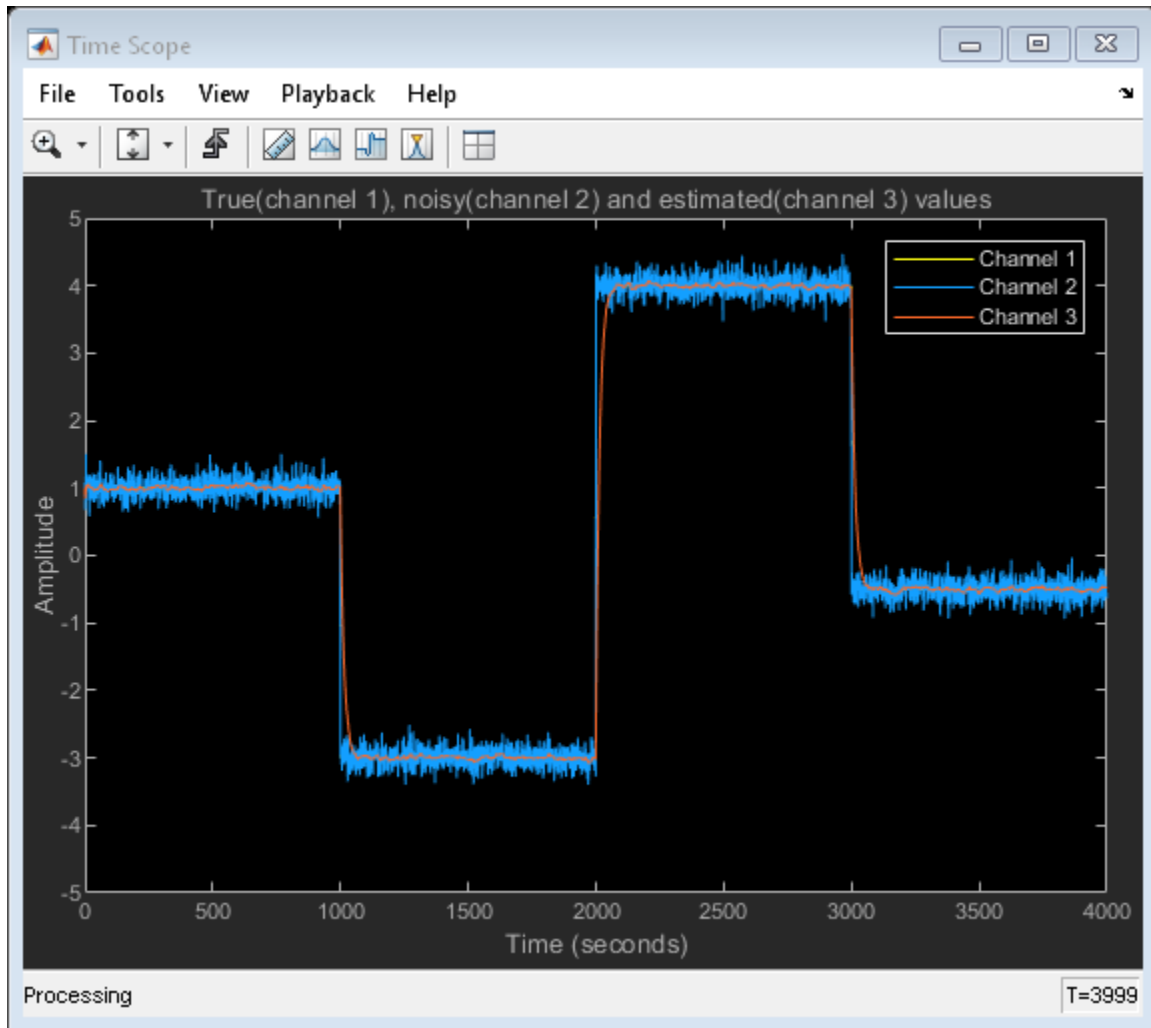 Time Scope
File Tools View Playback Help
True(channel 1), noisy(channel 2) and estimated(channel 3) values
Channel 1
Channel 2
Channel 3
Amplitude
5
4
3
2
1
0
-1
-2
-3
-4
-5
0 500 1000 1500 2000 2500 3000 3500 4000
Time (seconds)
Processing T=3999